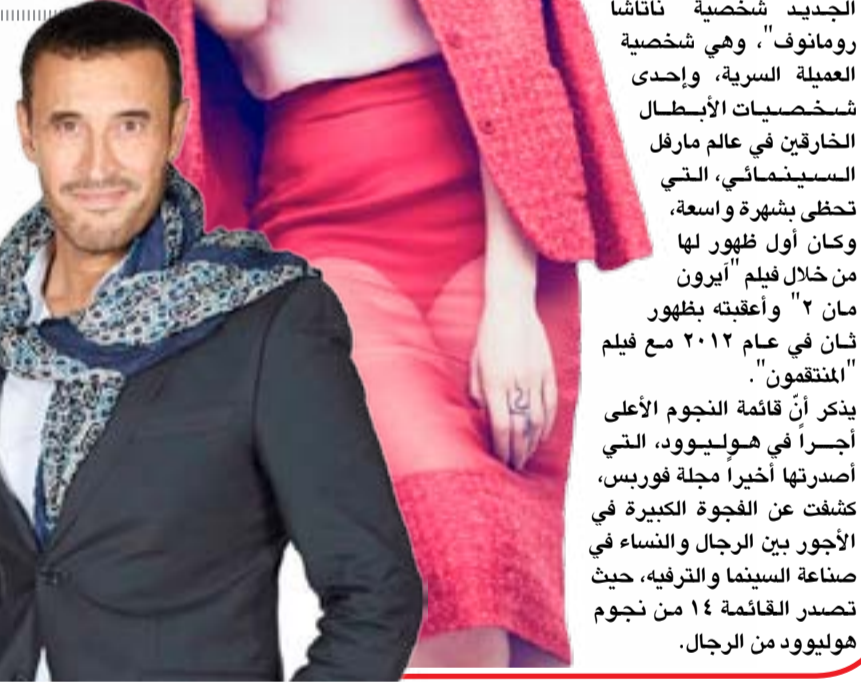 الجديد شخصية "ناتاشا
رومانوف"، وهي شخصية
العميلة السرية، وإحدى
شخصيات الأبطال
الخارقين في عالم مارفل
السينمائي، التي
تحظى بشهرة واسعة،
وكان أول ظهور لها
من خلال فيلم "آيرون
مان ٢" وأعقبته بظهور
ثان في عام ٢٠١٢ مع فيلم
"المنتقمون".
يذكر أنّ قائمة النجوم الأعلى
أجراً في هوليوود، التي
أصدرتها أخيراً مجلة فوربس،
كشفت عن الفجوة الكبيرة في
الأجور بين الرجال والنساء في
صناعة السينما والترفيه، حيث
تصدر القائمة ١٤ من نجوم
هوليوود من الرجال.